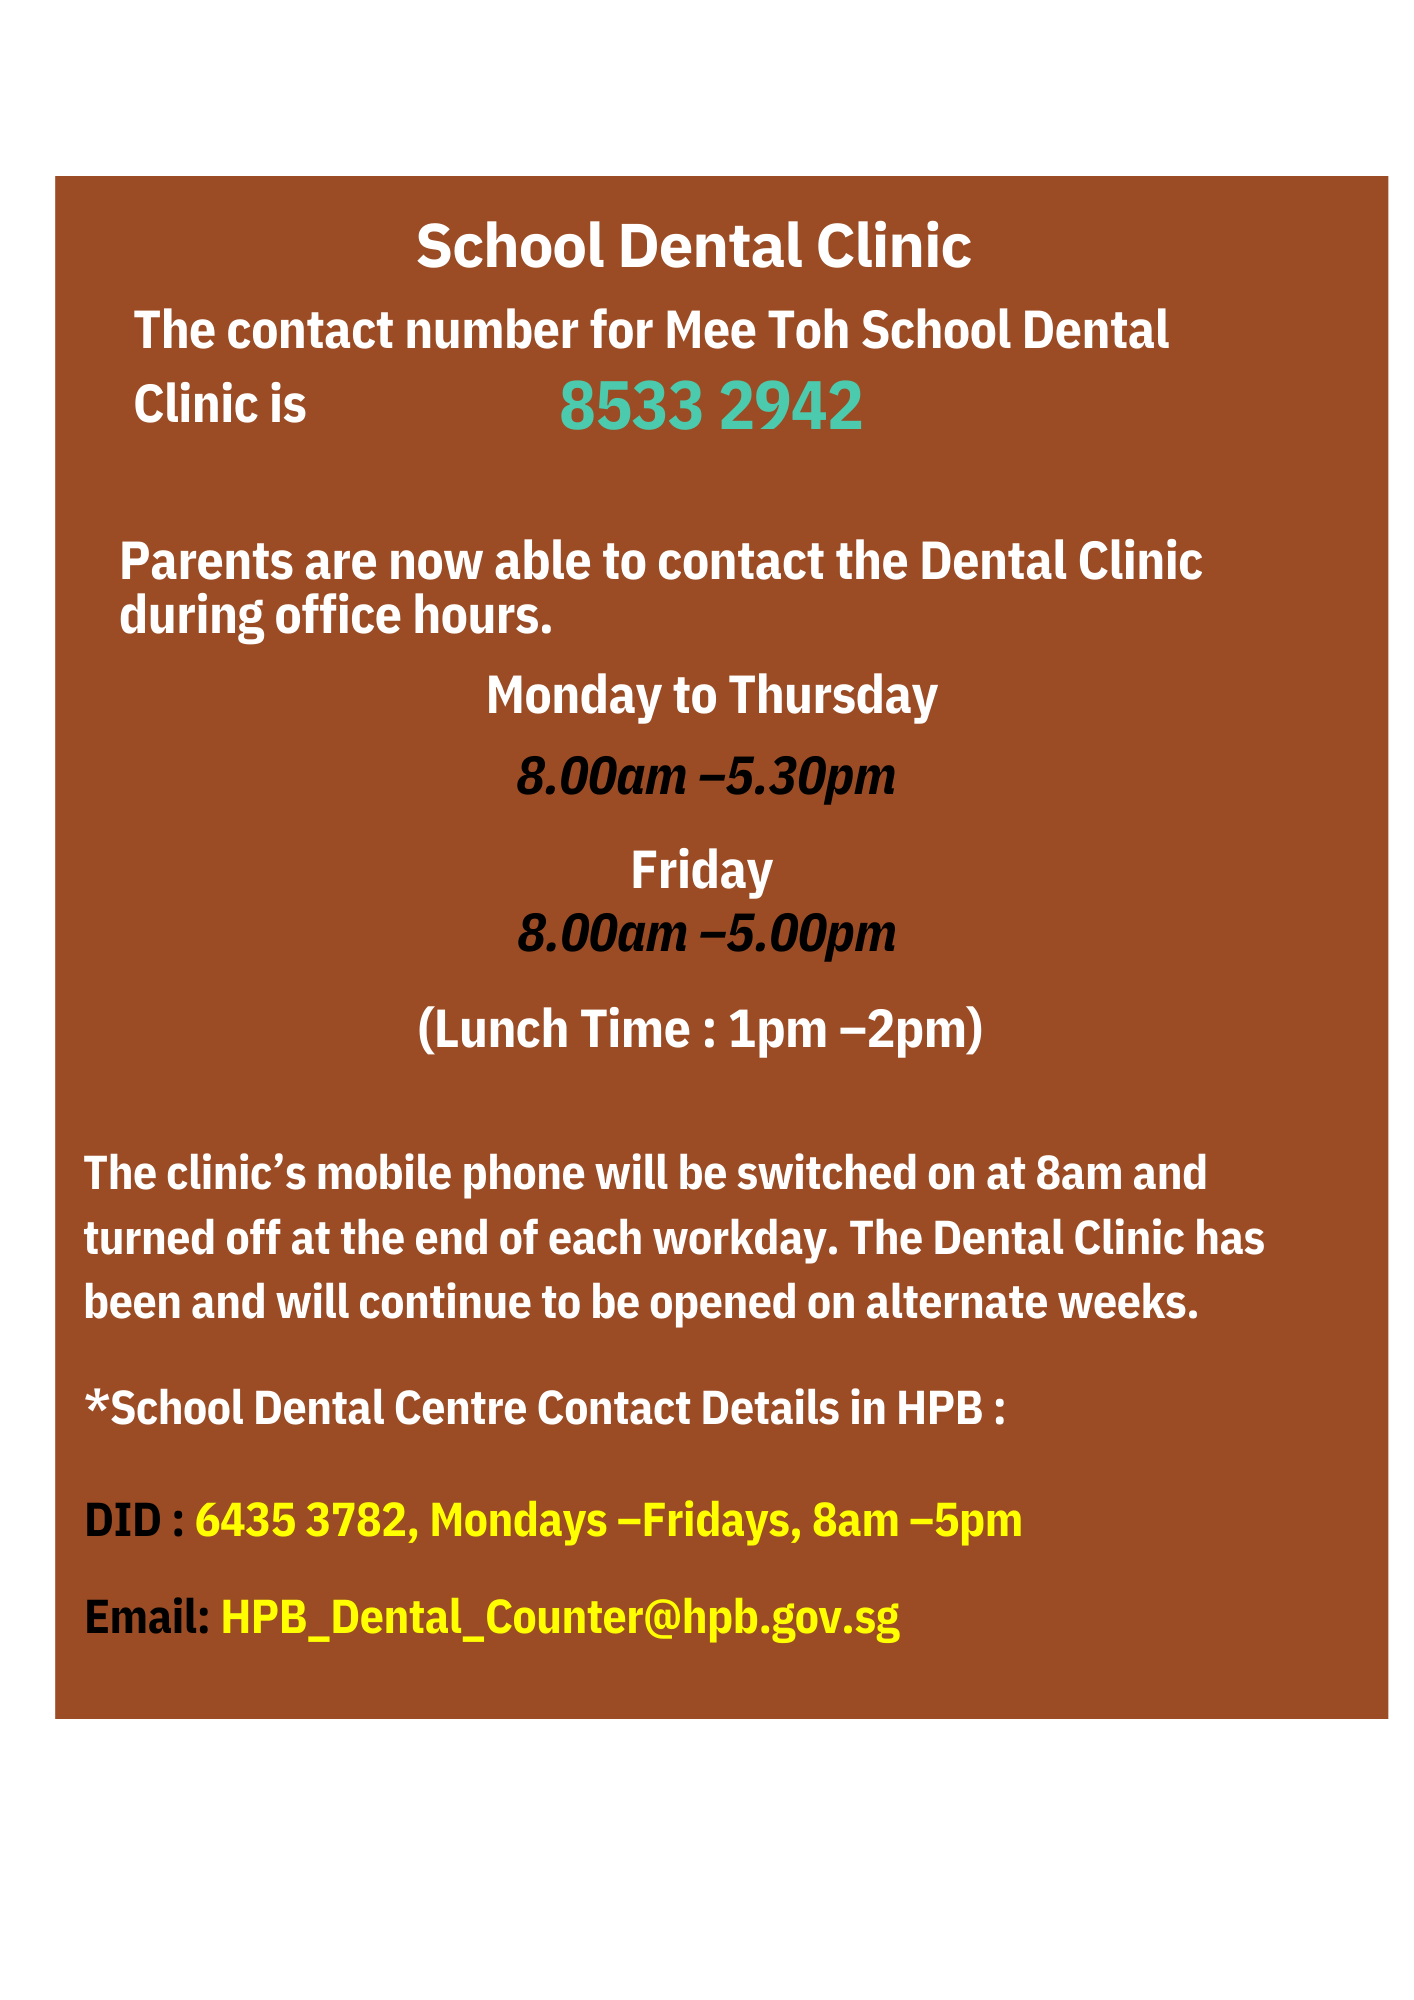 School Dental Clinic
The contact number for Mee Toh School Dental
Clinic is 8533 2942
Parents are now able to contact the Dental Clinic
during office hours.
Monday to Thursday
8.00am –5.30pm
Friday
8.00am –5.00pm
(Lunch Time : 1pm –2pm)
The clinic’s mobile phone will be switched on at 8am and
turned off at the end of each workday. The Dental Clinic has
been and will continue to be opened on alternate weeks.
*School Dental Centre Contact Details in HPB :
DID : 6435 3782, Mondays –Fridays, 8am –5pm
Email: HPB_Dental_Counter@hpb.gov.sg